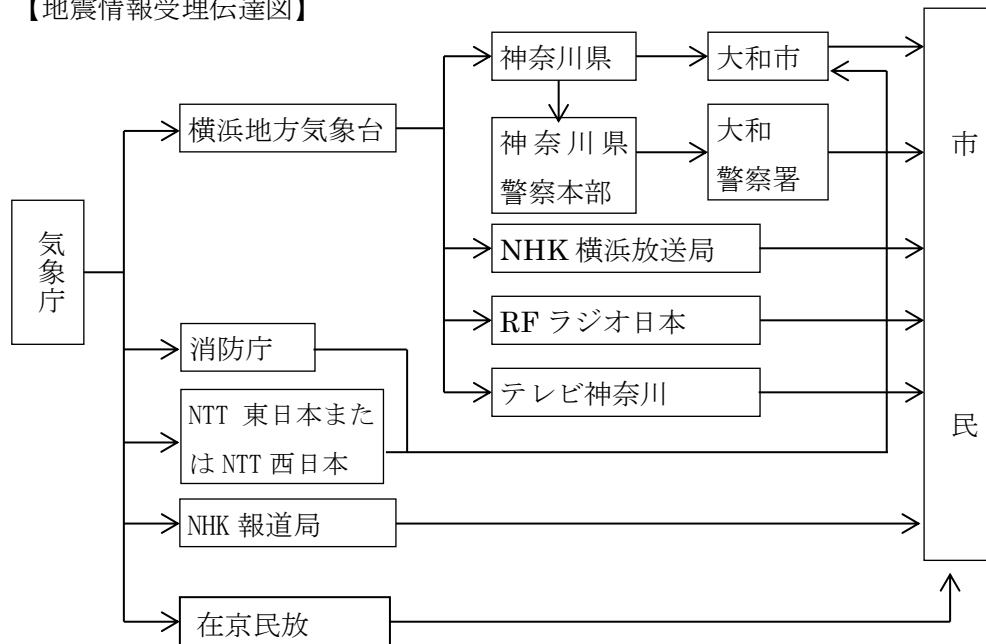 【地震情報受理伝達図】
神奈川県
大和市
横浜地方気象台
神奈川県
警察本部
大和
警察署
市
民
気象庁
NHK 横浜放送局
RF ラジオ日本
消防庁
テレビ神奈川
NTT 東日本また
は NTT 西日本
NHK 報道局
在京民放